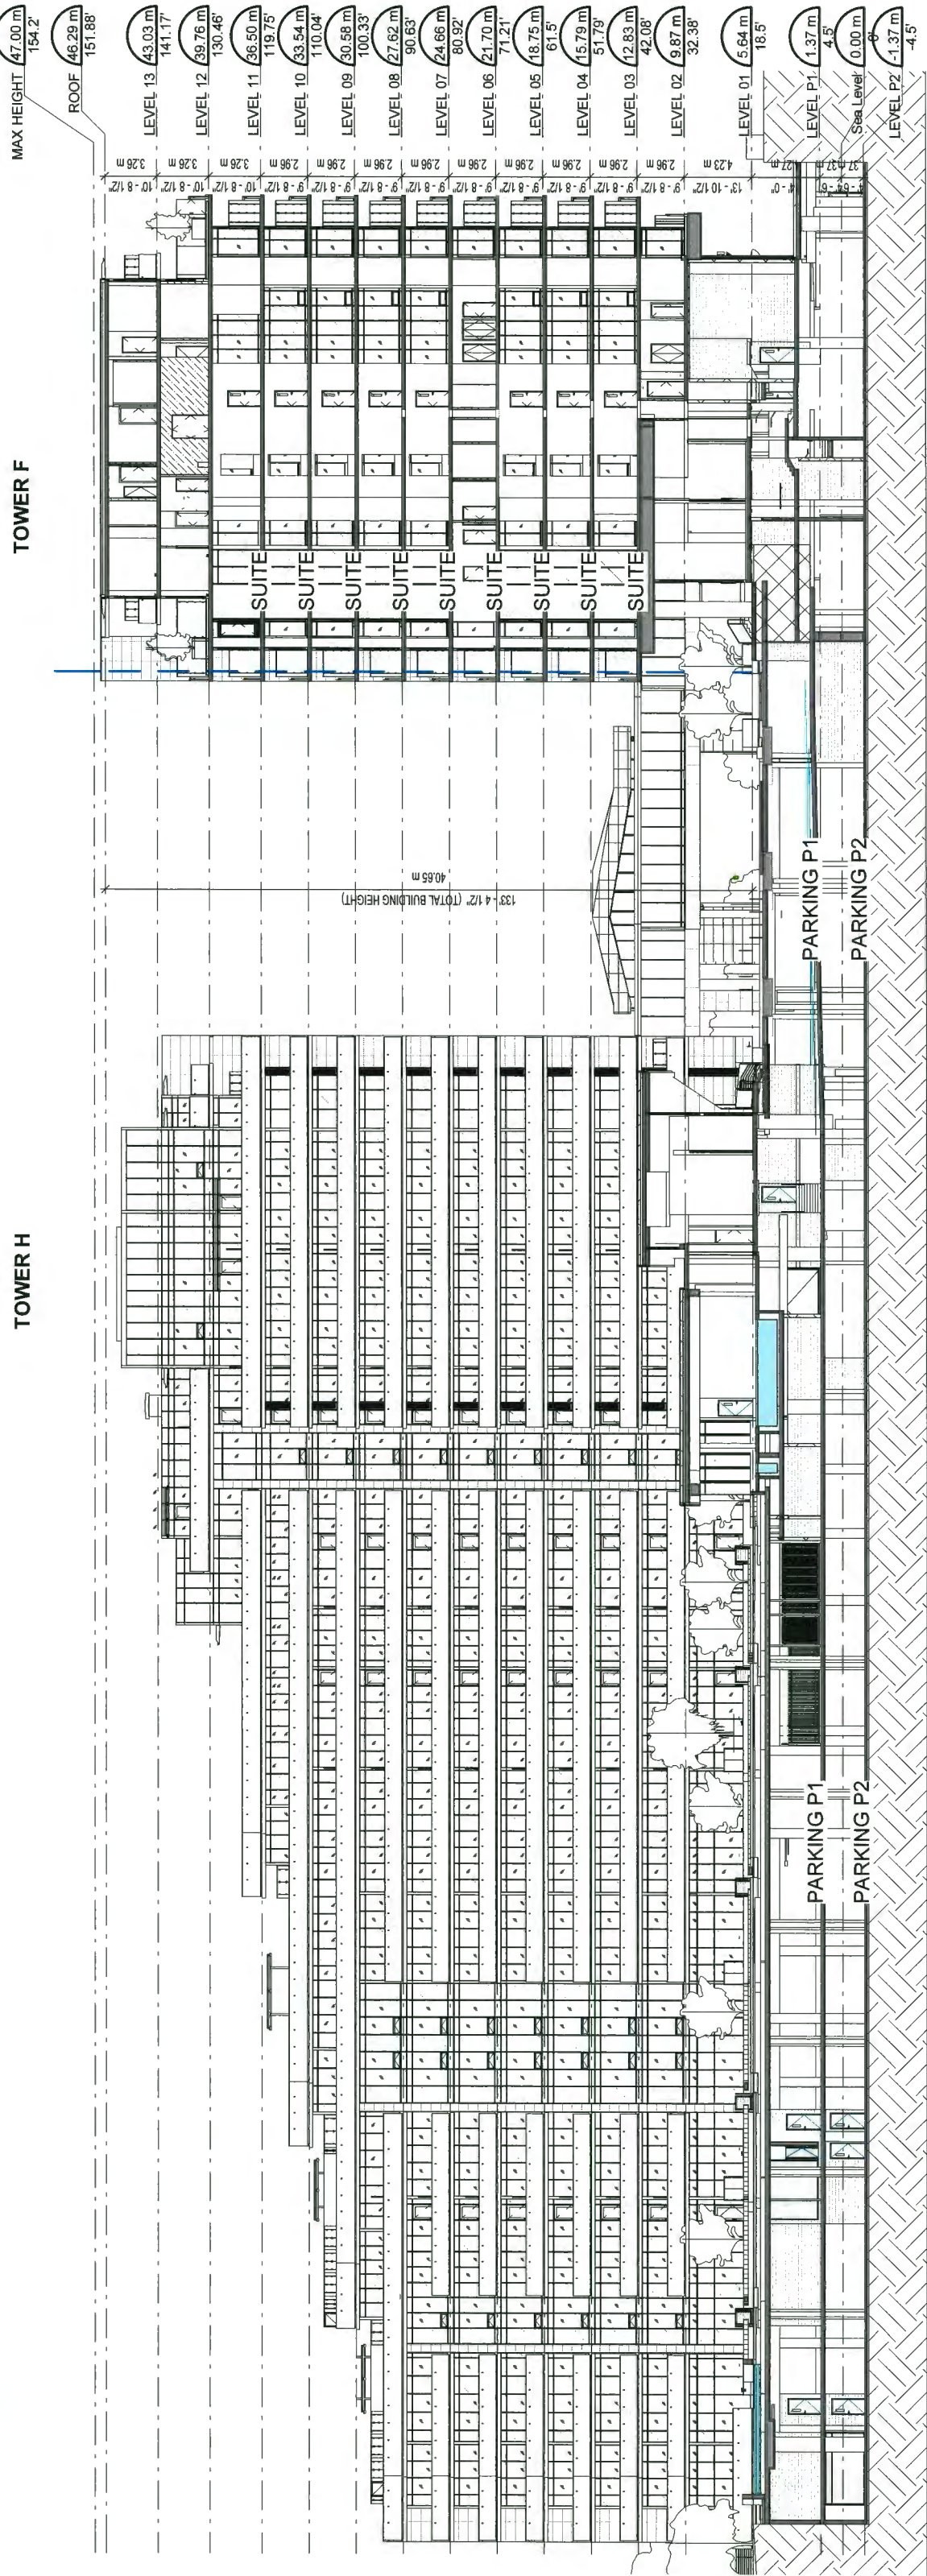 TOWER H
TOWER F
MAX HEIGHT
47.00 m
154.2'
ROOF
46.29 m
151.88'
LEVEL 13
43.03 m
141.17'
LEVEL 12
39.76 m
130.46'
LEVEL 11
36.50 m
119.75'
LEVEL 10
33.54 m
110.04'
LEVEL 09
30.58 m
100.33'
LEVEL 08
27.62 m
90.63'
LEVEL 07
24.66 m
80.92'
LEVEL 06
21.70 m
71.21'
LEVEL 05
18.75 m
61.5'
LEVEL 04
15.79 m
51.79'
LEVEL 03
12.83 m
42.08'
LEVEL 02
9.87 m
32.38'
LEVEL 01
5.64 m
18.5'
LEVEL P1
1.37 m
4.5'
Sea Level
0.00 m
0'
LEVEL P2
-1.37 m
-4.5'
10' - 8 1/2"
3.26 m
10' - 8 1/2"
3.26 m
10' - 8 1/2"
3.26 m
9' - 8 1/2"
2.96 m
9' - 8 1/2"
2.96 m
9' - 8 1/2"
2.96 m
9' - 8 1/2"
2.96 m
9' - 8 1/2"
2.96 m
9' - 8 1/2"
2.96 m
9' - 8 1/2"
2.96 m
9' - 8 1/2"
2.96 m
9' - 8 1/2"
2.96 m
13' - 10 1/2"
4.23 m
SUITE
SUITE
SUITE
SUITE
SUITE
SUITE
SUITE
SUITE
SUITE
40.65 m
133' - 4 1/2" (TOTAL BUILDING HEIGHT)
PARKING P1
PARKING P2
PARKING P1
PARKING P2